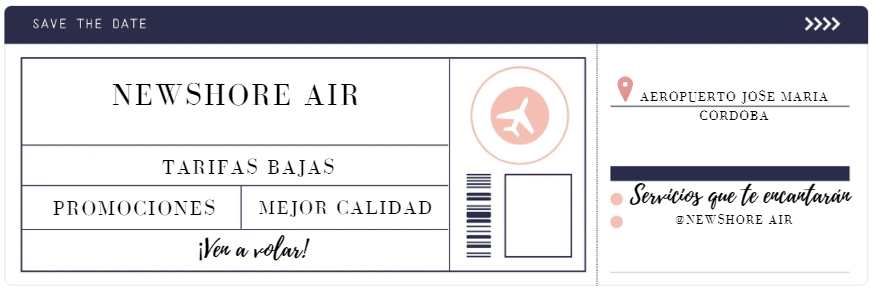 SAVE THE DATE
NEWSHORE AIR
TARIFAS BAJAS
PROMOCIONES
MEJOR CALIDAD
¡Ven a volar!
AEROPUERTO JOSE MARIA
CORDOBA
Servicios que te encantarán
@NEWSHORE AIR